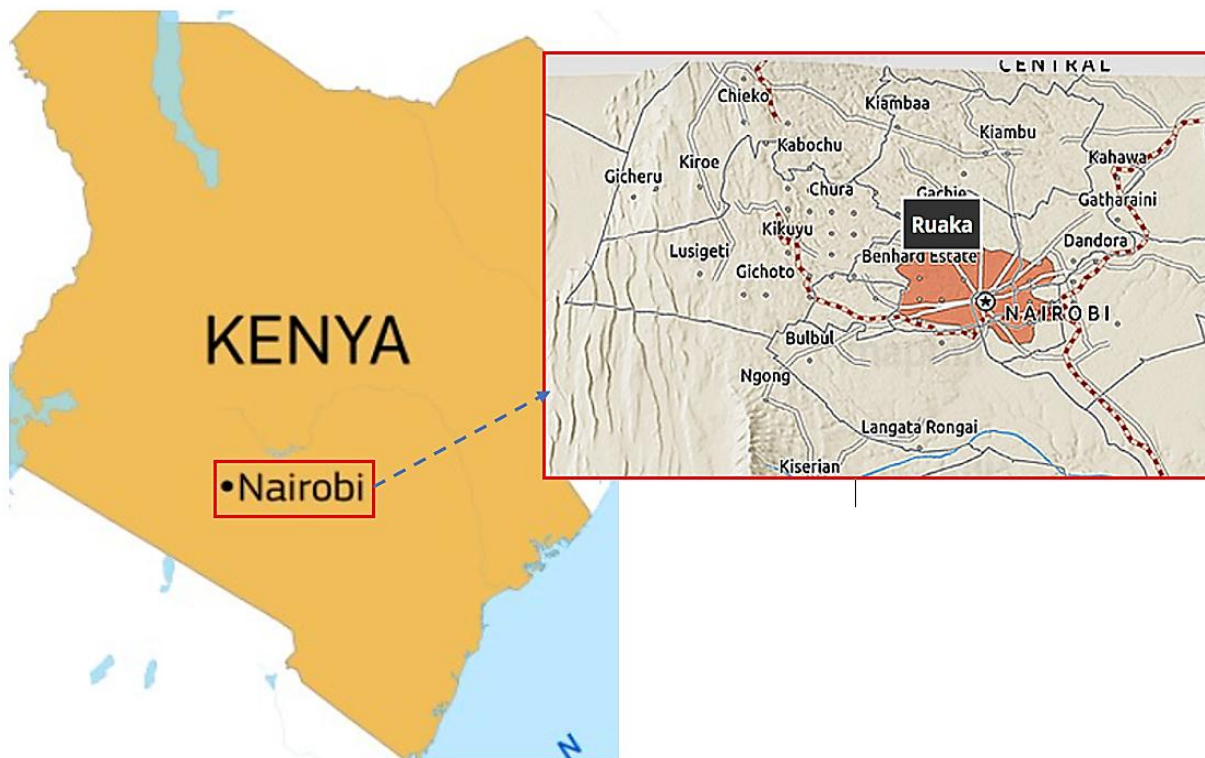 KENYA
Nairobi
CENTRAL
Chieko
Kiambaa
Kiambu
Kabochu
Kahawa
Kiroe
Gicheru
Chura
Gachie
Gatharaini
Ruaka
Kikuyu
Dandora
Lusigeti
Benhard Estate
Gichoto
NAIROBI
Bulbul
Ngong
Langata Rongai
Kiserian
N